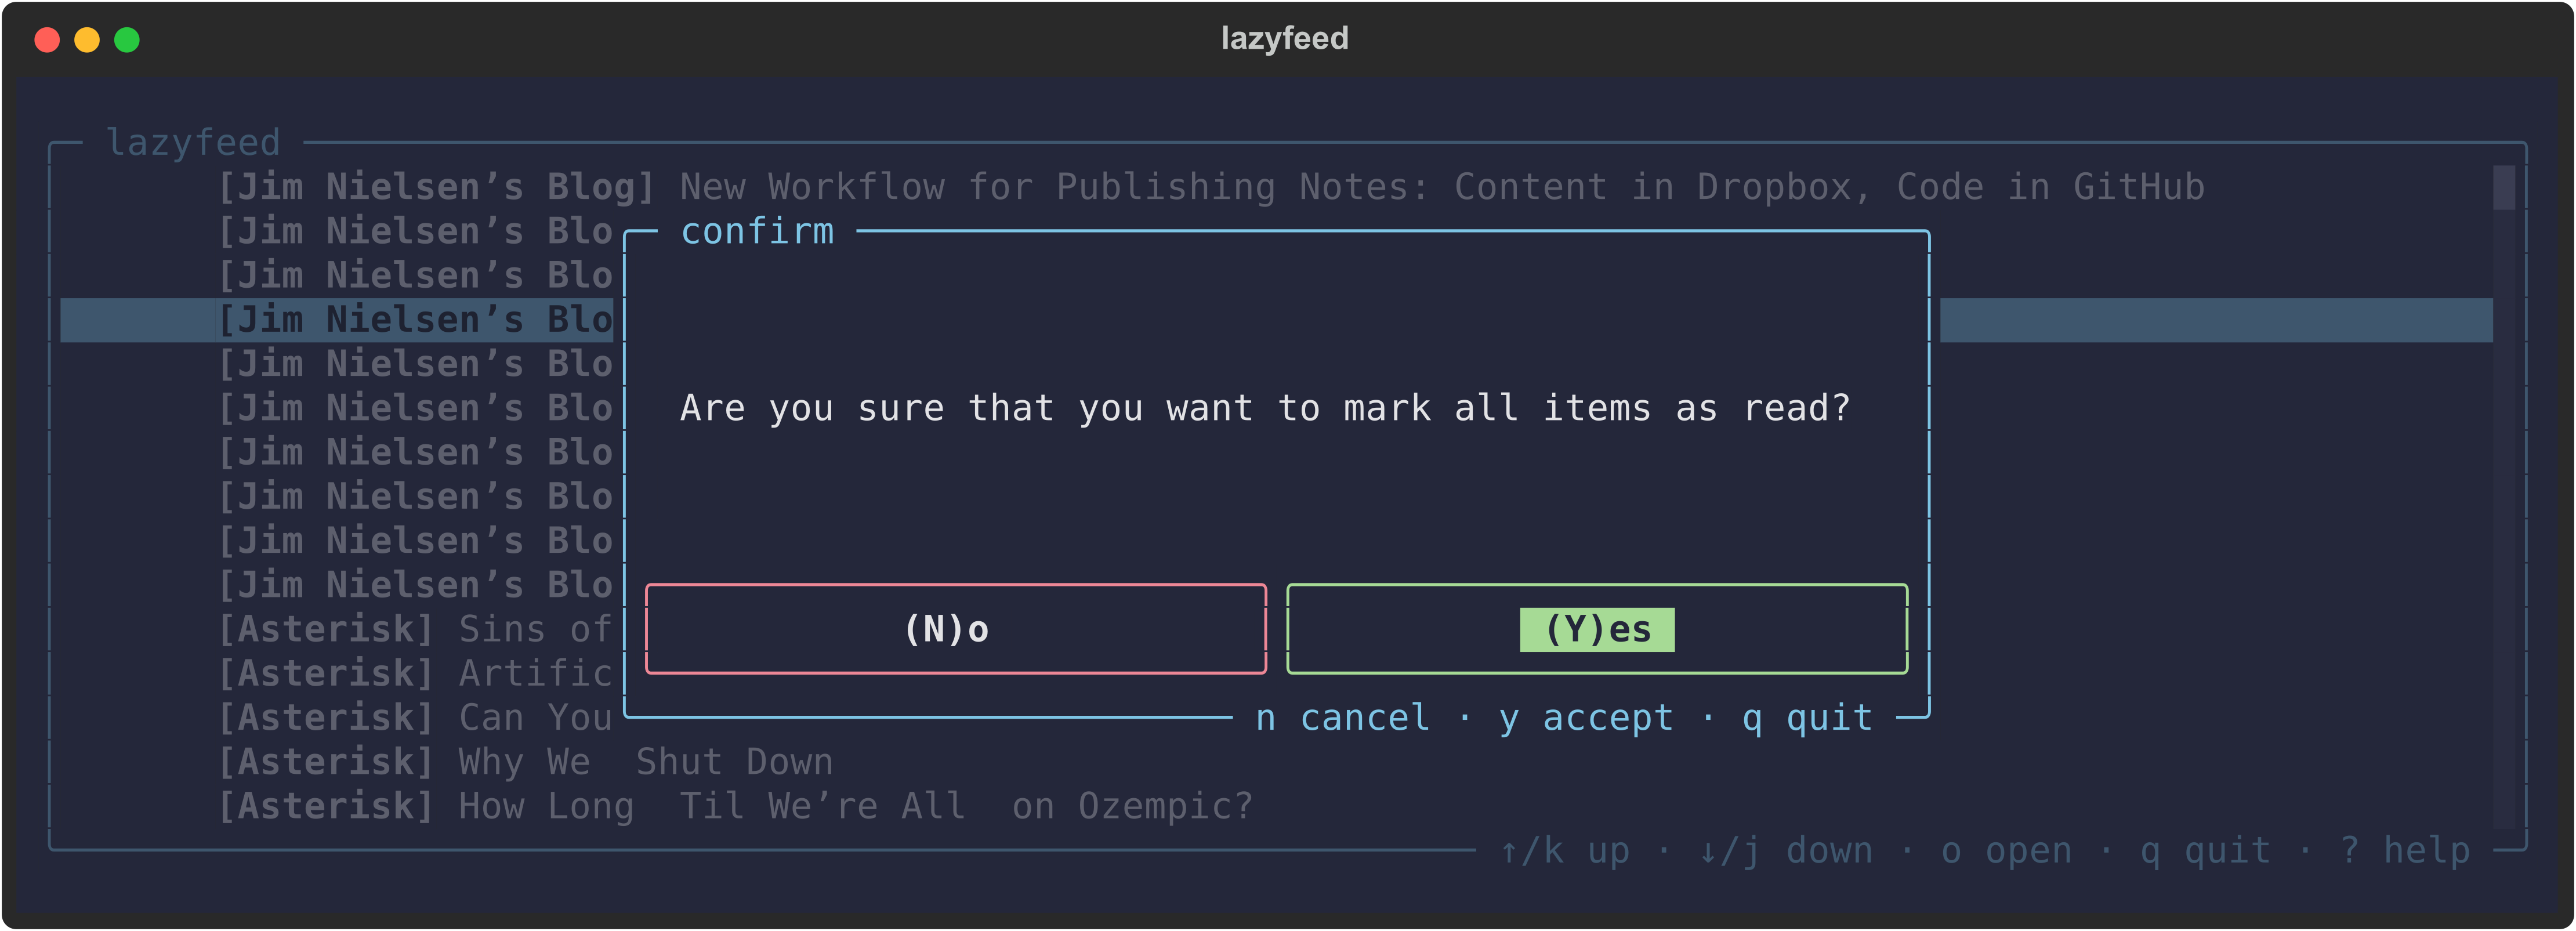 lazyfeed
lazyfeed
[Jim Nielsen’s Blog] New Workflow for Publishing Notes: Content in Dropbox, Code in GitHub
[Jim Nielsen’s Blo
confirm
[Jim Nielsen’s Blo
[Jim Nielsen’s Blo
[Jim Nielsen’s Blo
[Jim Nielsen’s Blo
Are you sure that you want to mark all items as read?
[Jim Nielsen’s Blo
[Jim Nielsen’s Blo
[Jim Nielsen’s Blo
[Jim Nielsen’s Blo
[Asterisk] Sins of
(N)o
(Y)es
[Asterisk] Artific
[Asterisk] Can You
n cancel · y accept · q quit
[Asterisk] Why We  Shut Down
[Asterisk] How Long  Til We’re All  on Ozempic?
↑/k up · ↓/j down · o open · q quit · ? help